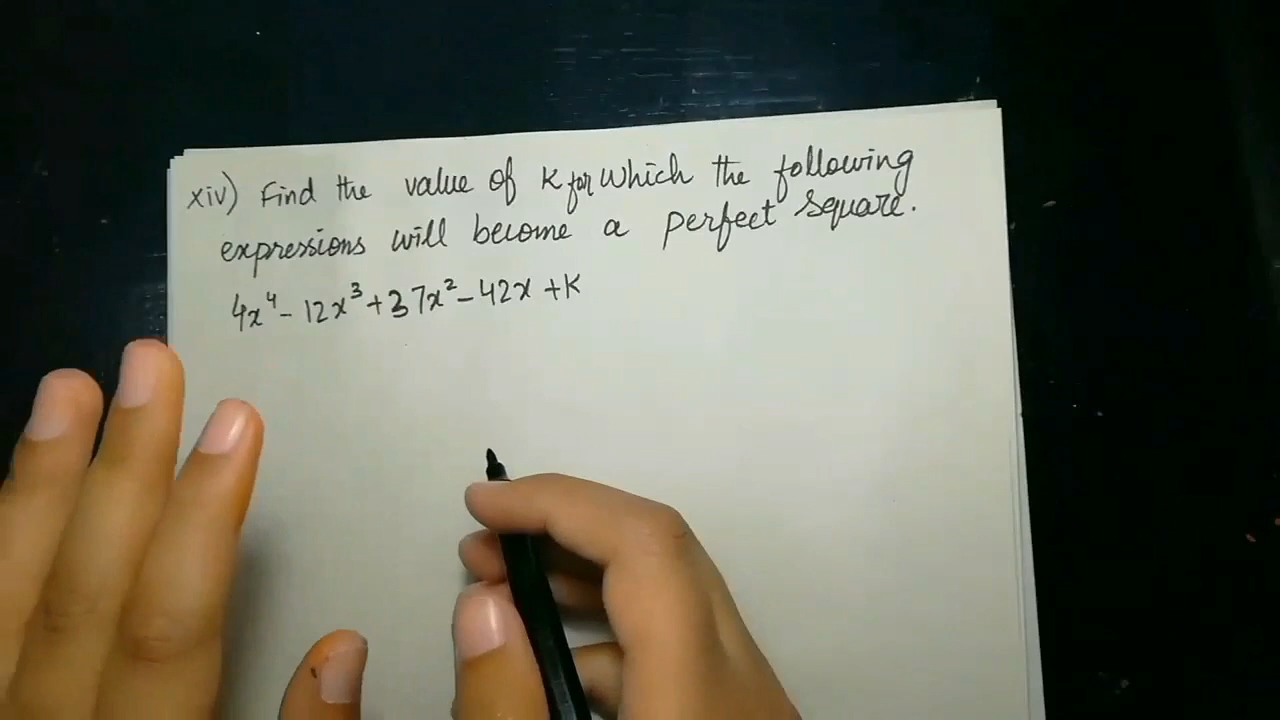 xiv) Find the value of K for which the following
expressions will become a perfect square.
4x⁴ - 12x³ + 37x² - 42x + K